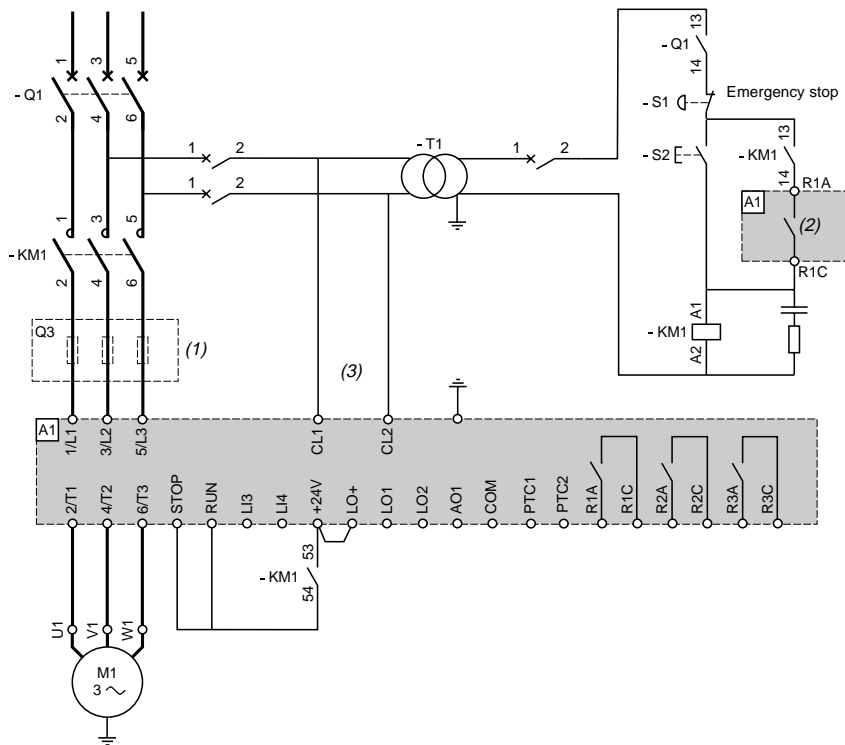 1 3 5
- Q1
2 4 6
1 2
1 2
- T1
1 2
13
- Q1
14
- S1
Emergency stop
- S2
13
- KM1
14
R1A
A1
(2)
R1C
A1
- KM1
A2
1 3 5
- KM1
2 4 6
Q3
(1)
(3)
A1
1/L1 3/L2 5/L3 CL1 CL2
2/T1 4/T2 6/T3 STOP RUN LI3 LI4 +24V LO+ LO1 LO2 AO1 COM PTC1 PTC2 R1A R1C R2A R2C R3A R3C
53
- KM1
54
U1 V1 W1
M1
3